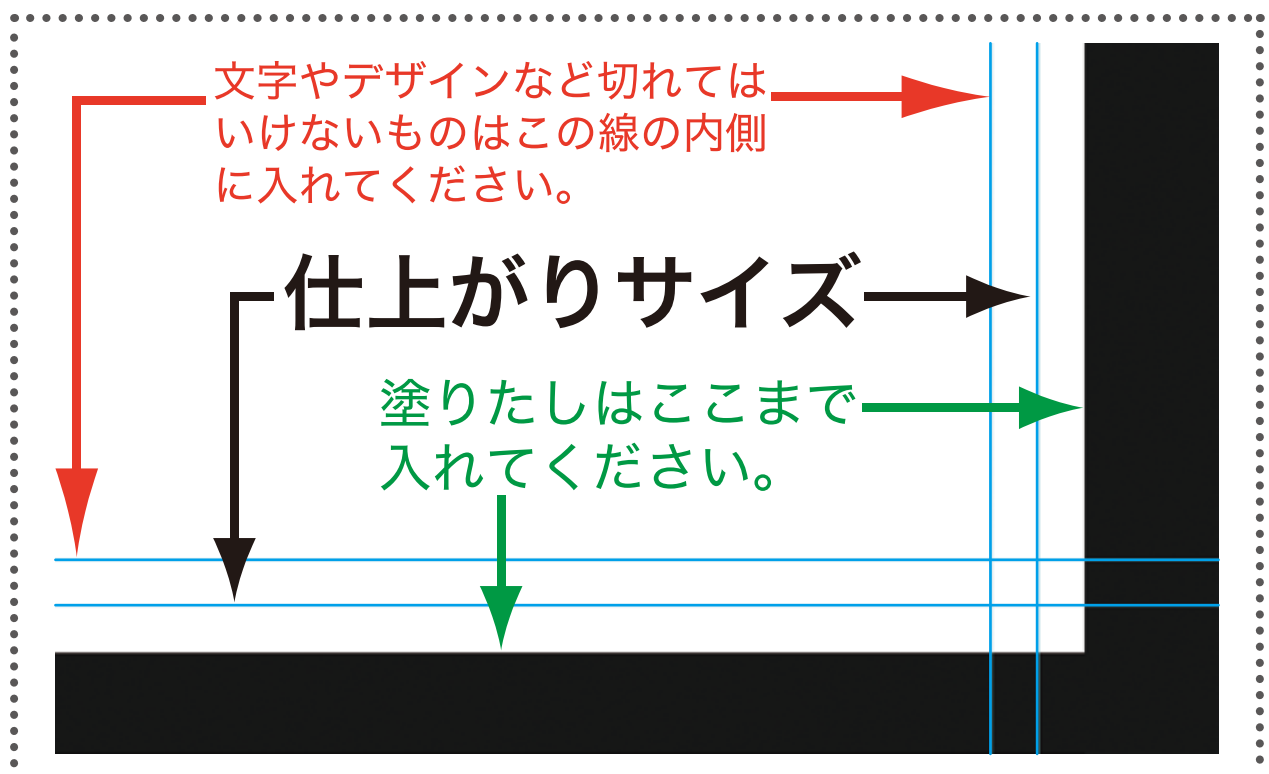 文字やデザインなど切れては
いけないものはこの線の内側
に入れてください。
仕上がりサイズ
塗りたしはここまで
入れてください。